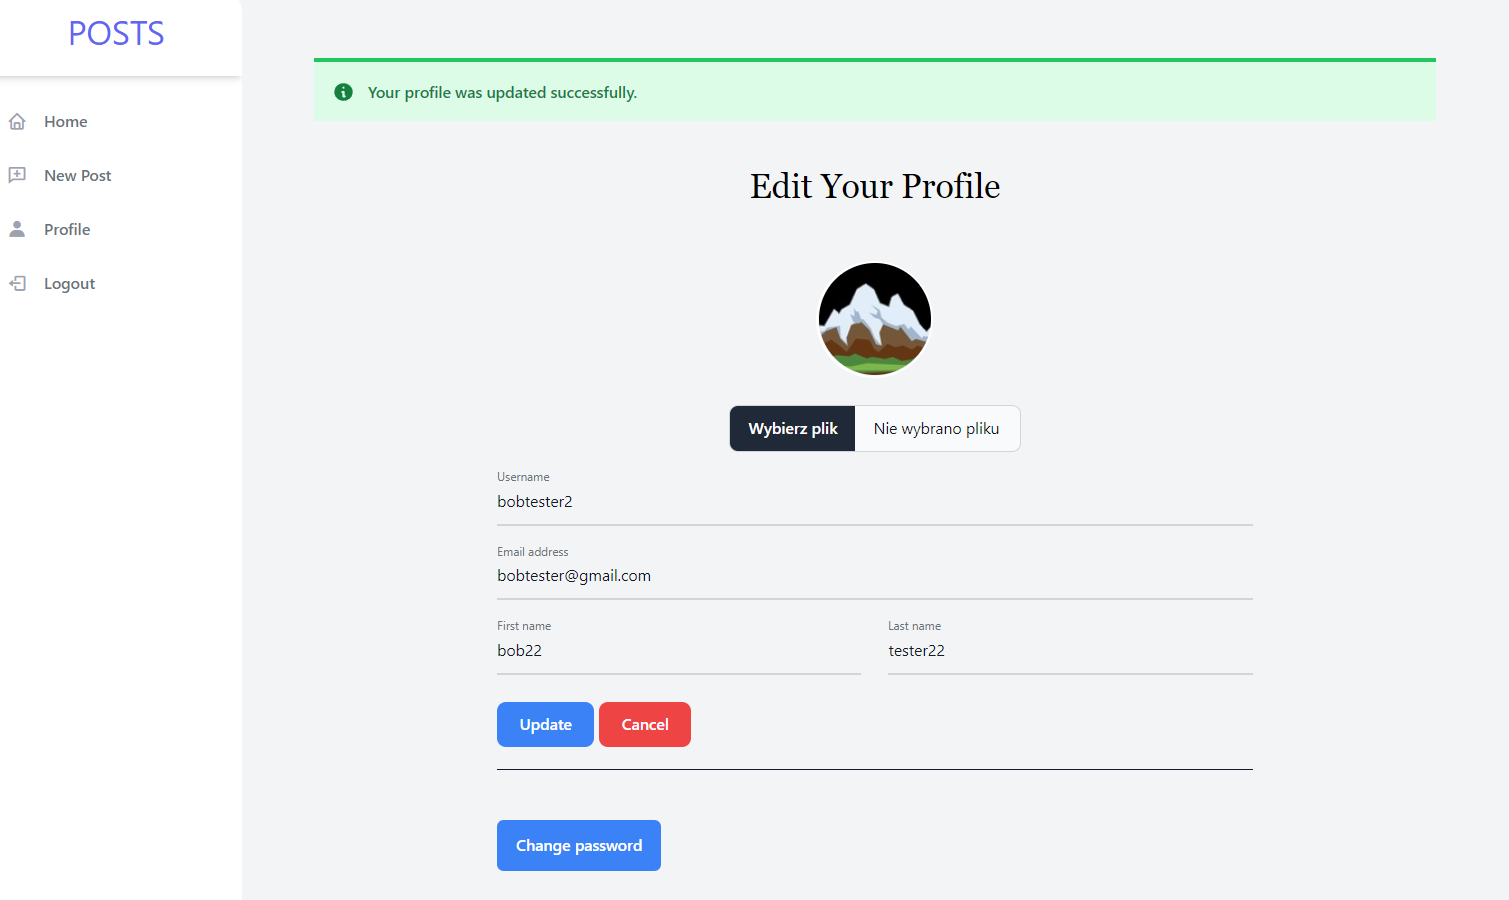 POSTS
Home
New Post
Profile
Logout
Your profile was updated successfully.
Edit Your Profile
Wybierz plik Nie wybrano pliku
Username
bobtester2
Email address
bobtester@gmail.com
First name Last name
bob22 tester22
Update Cancel
Change password